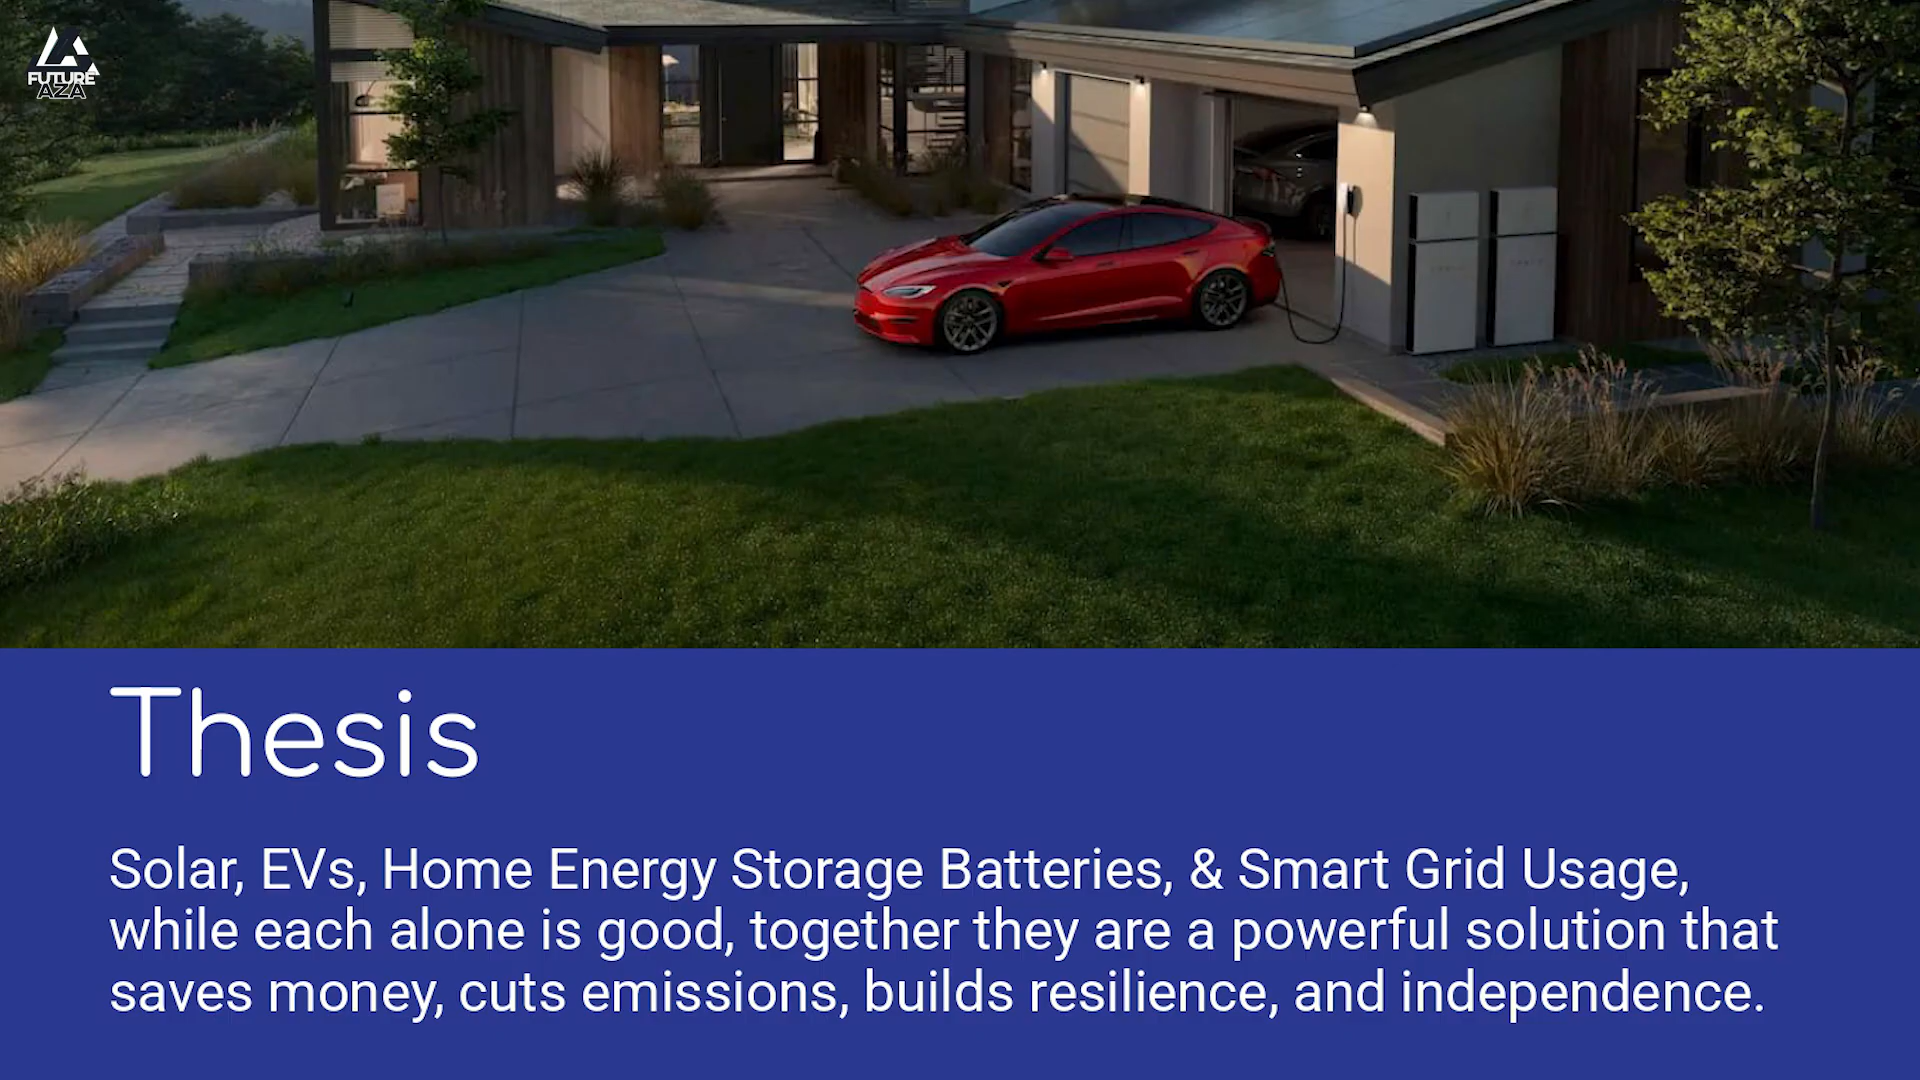 FUTURE
AZA
Thesis
Solar, EVs, Home Energy Storage Batteries, & Smart Grid Usage,
while each alone is good, together they are a powerful solution that
saves money, cuts emissions, builds resilience, and independence.